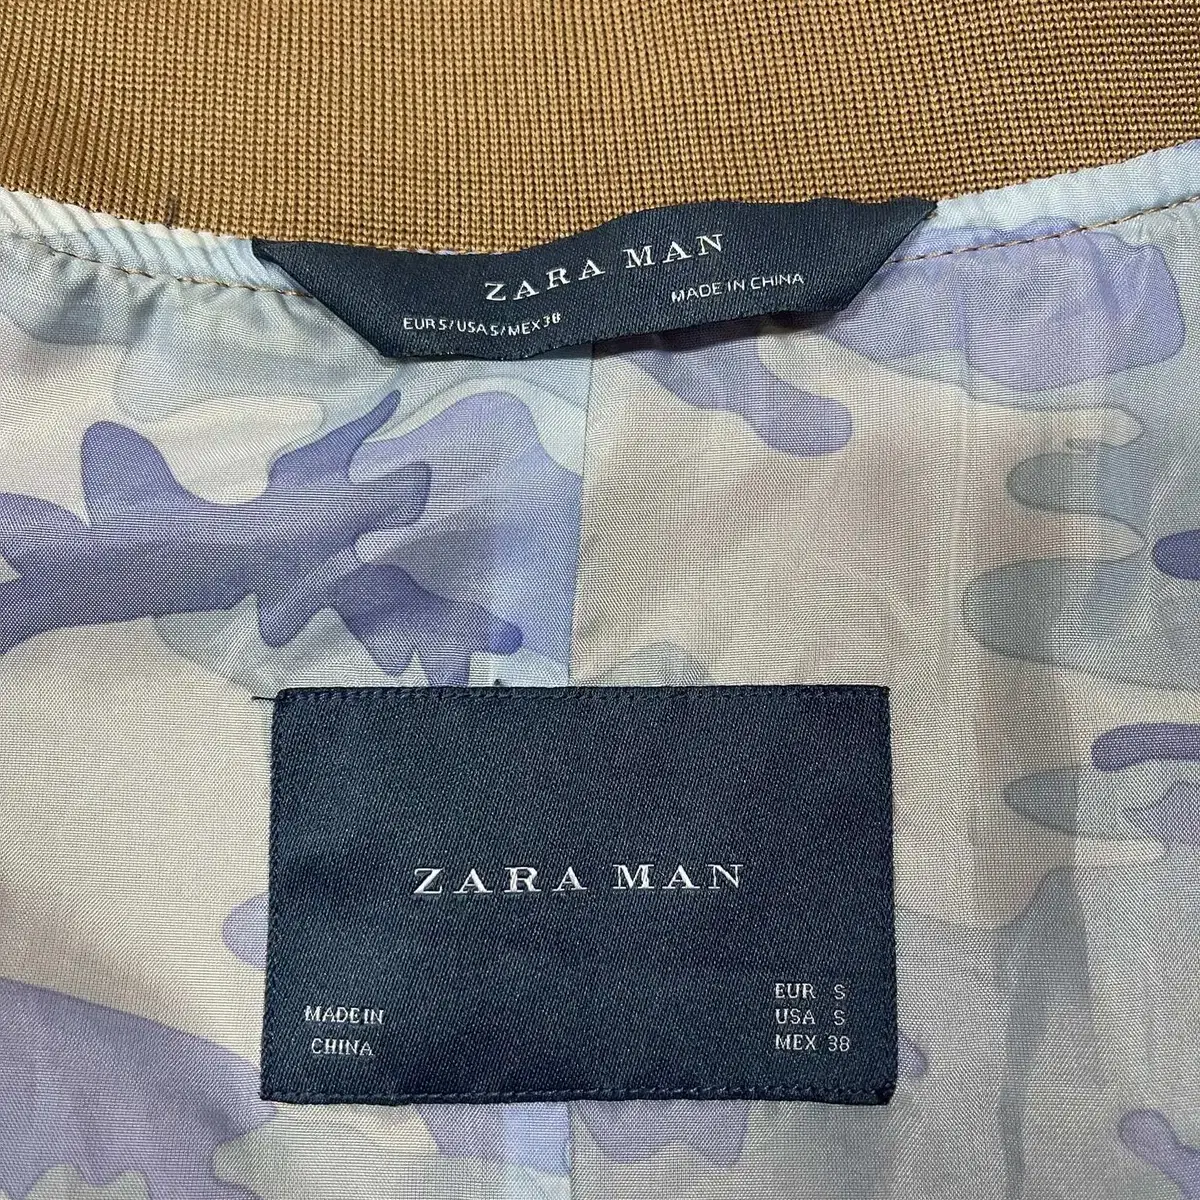 ZARA MAN
EUR S/USA S/MEX 38
MADE IN CHINA
ZARA MAN
MADE IN
CHINA
EUR S
USA S
MEX 38